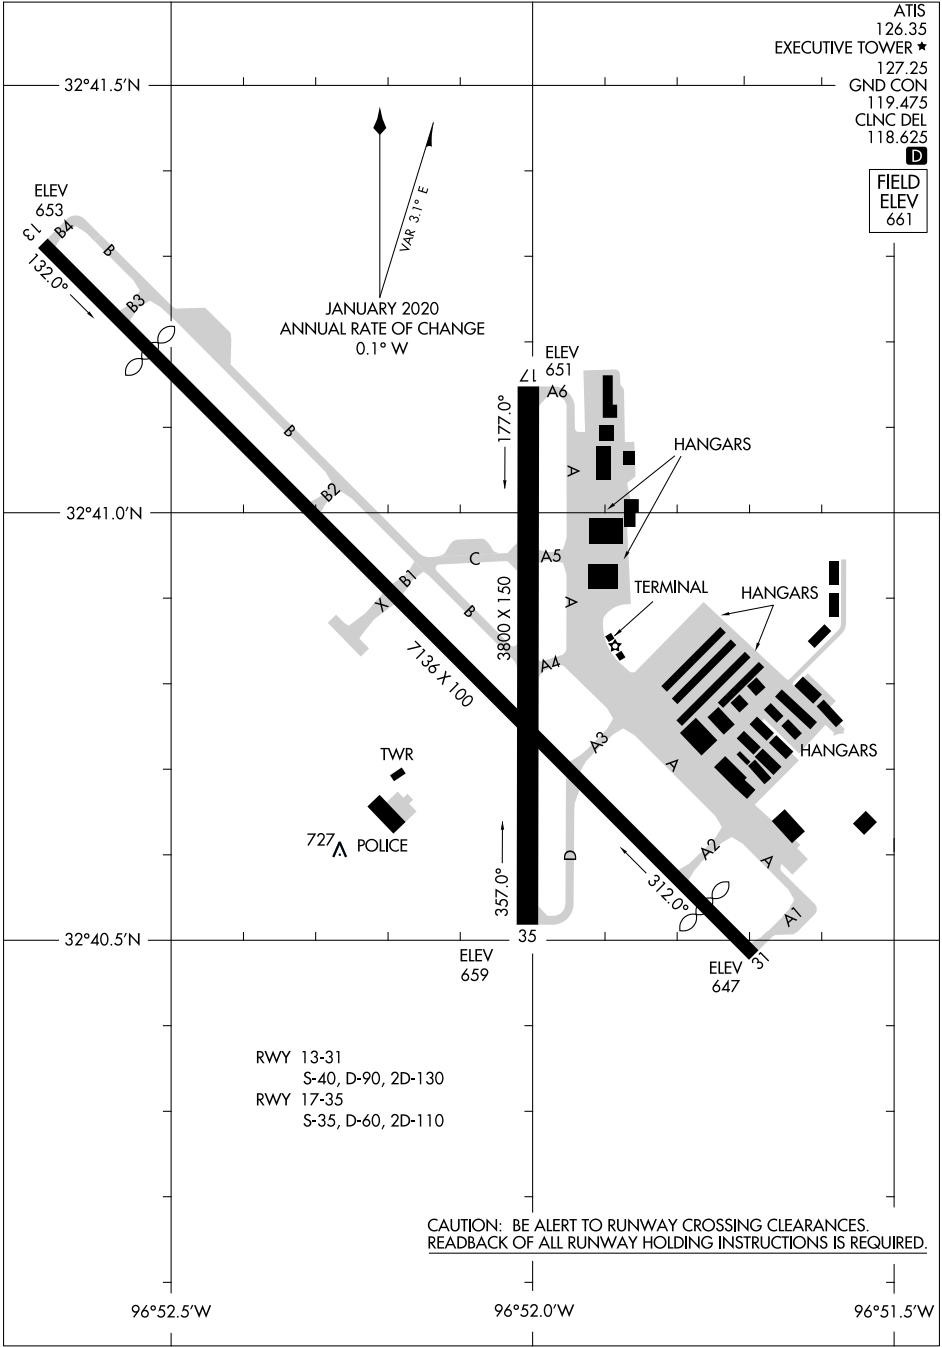 ATIS
126.35
EXECUTIVE TOWER ★
127.25
GND CON
119.475
CLNC DEL
118.625
D
FIELD
ELEV
661
32°41.5'N
VAR 3.1° E
JANUARY 2020
ANNUAL RATE OF CHANGE
0.1° W
ELEV
653
13
B4
B
132.0°
B3
B
B2
ELEV
651
17
A6
177.0°
A
HANGARS
32°41.0'N
C
A5
B1
X
B
3800 X 150
A
TERMINAL
HANGARS
7136 X 100
A4
A3
A
HANGARS
TWR
727
POLICE
A2
A
D
357.0°
312.0°
A1
32°40.5'N
35
ELEV
659
31
ELEV
647
RWY 13-31
S-40, D-90, 2D-130
RWY 17-35
S-35, D-60, 2D-110
CAUTION: BE ALERT TO RUNWAY CROSSING CLEARANCES.
READBACK OF ALL RUNWAY HOLDING INSTRUCTIONS IS REQUIRED.
96°52.5'W
96°52.0'W
96°51.5'W